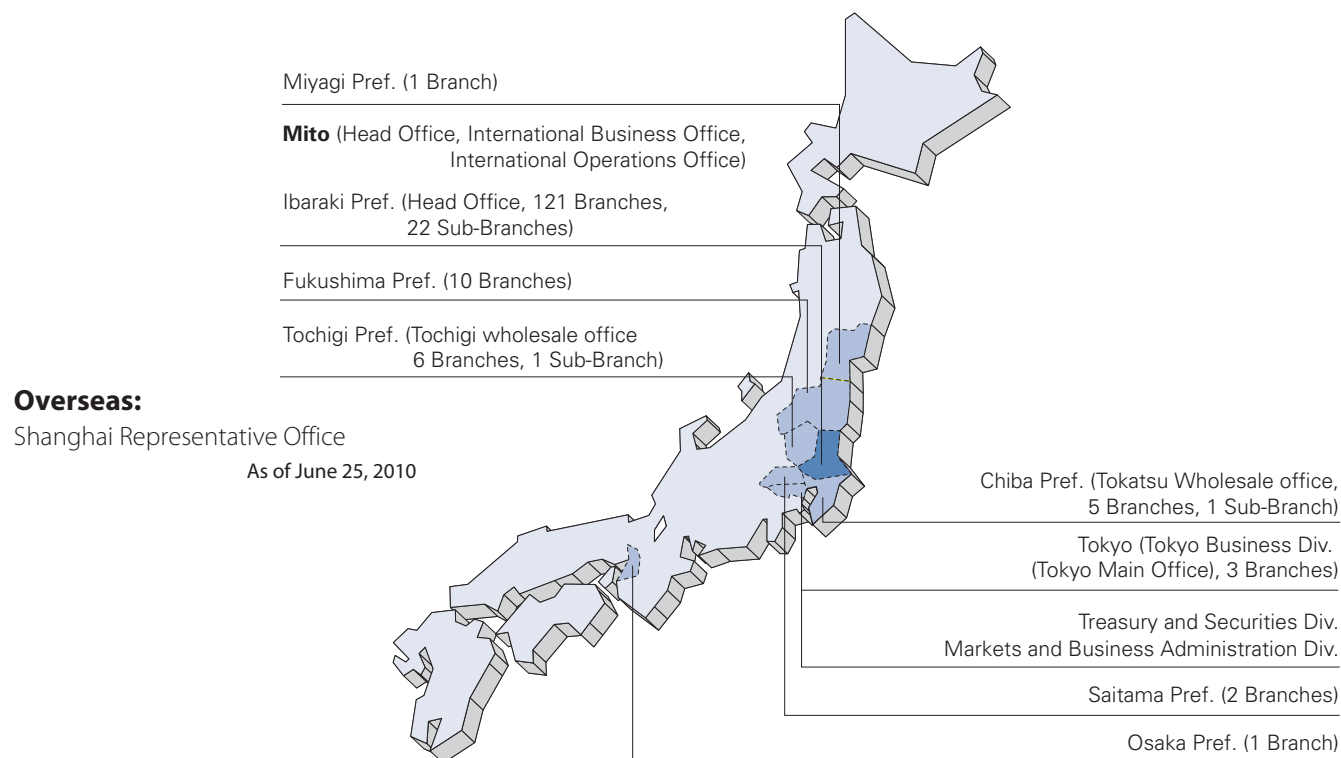 Miyagi Pref. (1 Branch)
Mito (Head Office, International Business Office,
International Operations Office)
Ibaraki Pref. (Head Office, 121 Branches,
22 Sub-Branches)
Fukushima Pref. (10 Branches)
Tochigi Pref. (Tochigi wholesale office
6 Branches, 1 Sub-Branch)
Overseas:
Shanghai Representative Office
As of June 25, 2010
Chiba Pref. (Tokatsu Wholesale office,
5 Branches, 1 Sub-Branch)
Tokyo (Tokyo Business Div.
(Tokyo Main Office), 3 Branches)
Treasury and Securities Div.
Markets and Business Administration Div.
Saitama Pref. (2 Branches)
Osaka Pref. (1 Branch)